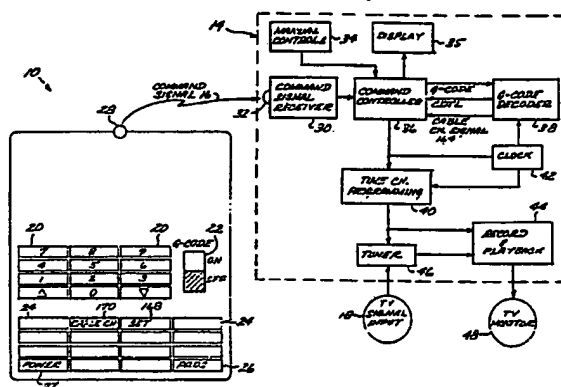 14
MANUAL CONTROLS
34
DISPLAY
35
10
COMMAND SIGNAL 16
28
32
COMMAND SIGNAL RECEIVER
30
COMMAND CONTROLLER
36
G-CODE
CDTL
CABLE CH. SIGNAL 164
G-CODE DECODER
38
CLOCK
42
TIME CH. PROGRAMMING
40
44
RECORD & PLAYBACK
TUNER
46
18
TV SIGNAL INPUT
TV MONITOR
48
20
20
22
G-CODE
ON
7 8 9
4 5 6
1 2 3
0
24
170
168
24
CABLE CH
SET
POWER
PROG
26